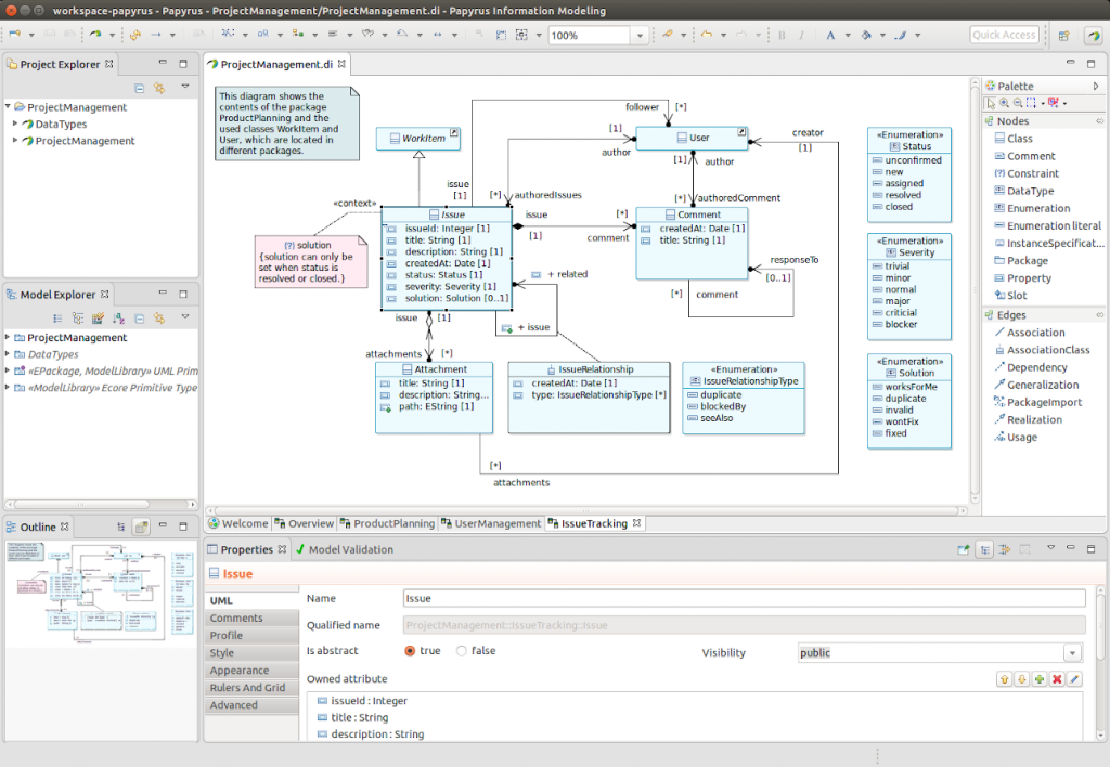 workspace-papyrus - Papyrus - ProjectManagement/ProjectManagement.di - Papyrus Information Modeling
100%
Quick Access
Project Explorer
ProjectManagement
DataTypes
ProjectManagement
Model Explorer
ProjectManagement
DataTypes
«EPackage, ModelLibrary» UML Prim
«ModelLibrary» Ecore Primitive Type
Outline
ProjectManagement.di
This diagram shows the
contents of the package
ProductPlanning and the
used classes WorkItem and
User, which are located in
different packages.
WorkItem
follower
[*]
[1]
author
User
[1]
author
creator
[1]
issue
[1]
[*]
authoredIssues
[*]
authoredComment
«context»
(?) solution
{solution can only be
set when status is
resolved or closed.}
Issue
issueId: Integer [1]
title: String [1]
description: String [1]
createdAt: Date [1]
status: Status [1]
severity: Severity [1]
solution: Solution [0..1]
issue
[1]
[*]
comment
Comment
createdAt: Date [1]
title: String [1]
responseTo
[0..1]
[*]
comment
+ related
+ issue
issue
[1]
attachments
[*]
Attachment
title: String [1]
description: String...
path: EString [1]
IssueRelationship
createdAt: Date [1]
type: IssueRelationshipType [*]
«Enumeration»
IssueRelationshipType
duplicate
blockedBy
seeAlso
[*]
attachments
«Enumeration»
Status
unconfirmed
new
assigned
resolved
closed
«Enumeration»
Severity
trivial
minor
normal
major
criticial
blocker
«Enumeration»
Solution
worksForMe
duplicate
invalid
wontFix
fixed
Palette
Nodes
Class
Comment
Constraint
DataType
Enumeration
Enumeration literal
InstanceSpecificat...
Package
Property
Slot
Edges
Association
AssociationClass
Dependency
Generalization
PackageImport
Realization
Usage
Welcome
Overview
ProductPlanning
UserManagement
IssueTracking
Properties
Model Validation
Issue
UML
Comments
Profile
Style
Appearance
Rulers And Grid
Advanced
Name
Issue
Qualified name
ProjectManagement::IssueTracking::Issue
Is abstract
true
false
Visibility
public
Owned attribute
issueId : Integer
title : String
description : String